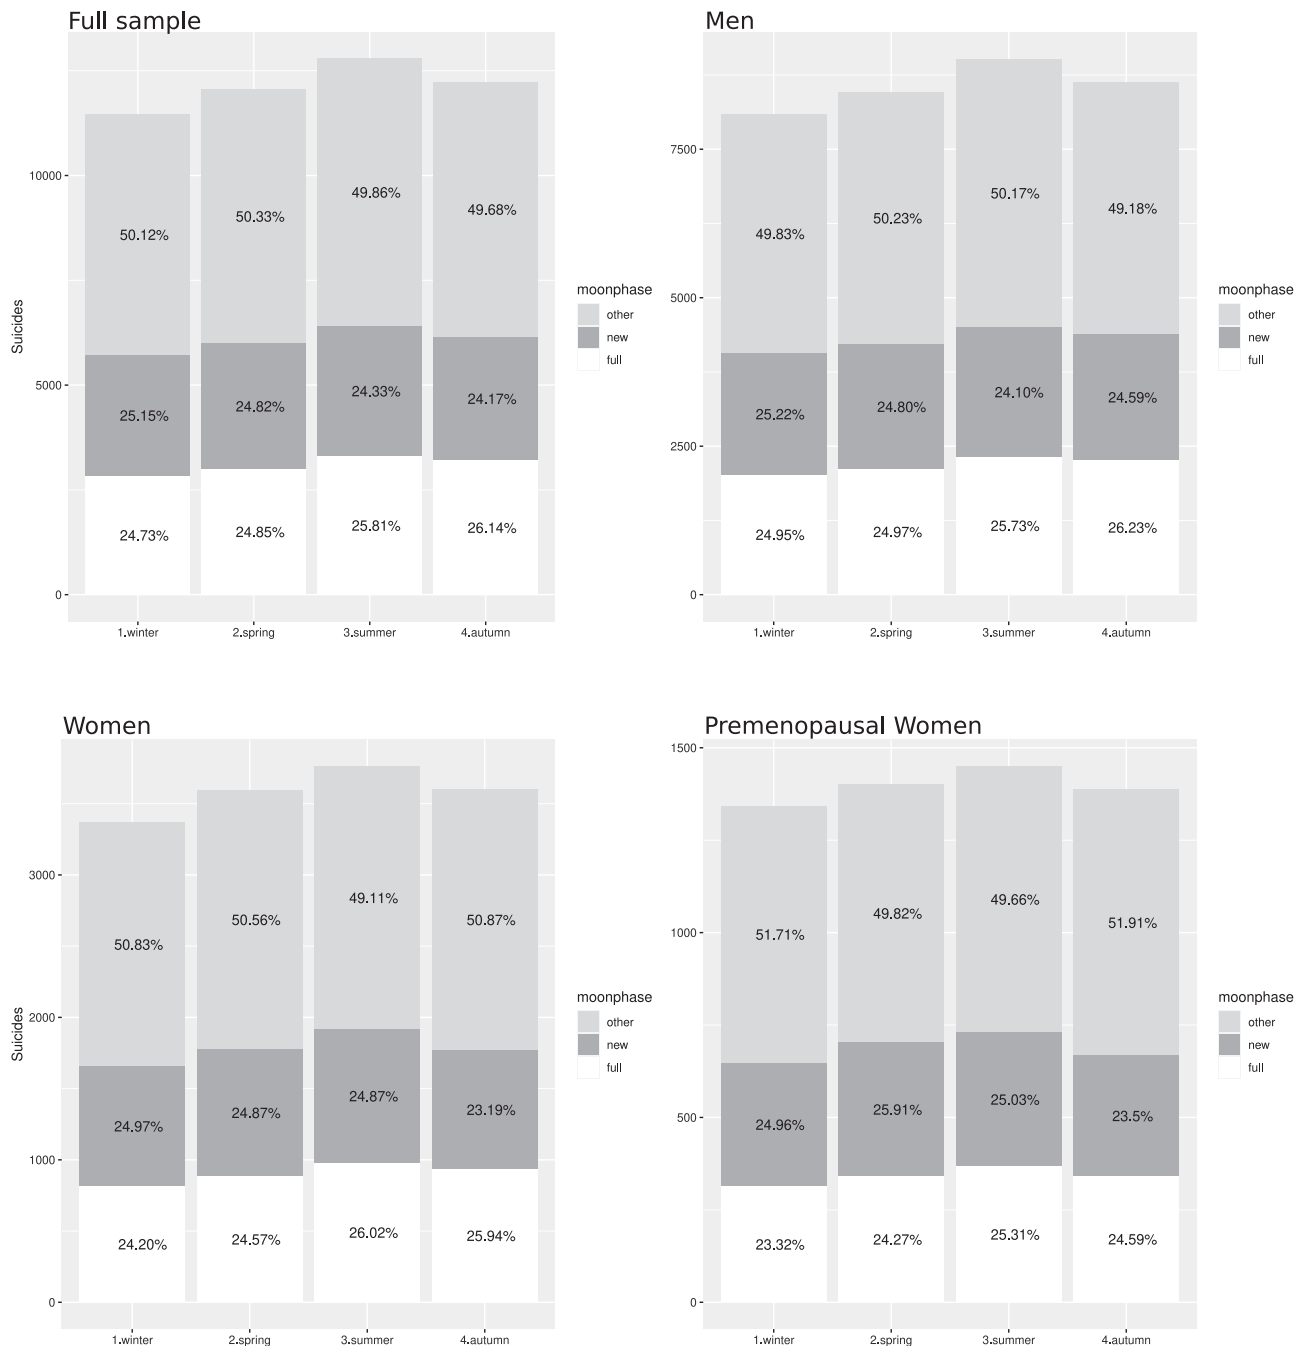 Full sample
Suicides
10000
5000
0
50.12%
50.33%
49.86%
49.68%
25.15%
24.82%
24.33%
24.17%
24.73%
24.85%
25.81%
26.14%
1.winter
2.spring
3.summer
4.autumn
moonphase
other
new
full
Men
7500
5000
2500
0
49.83%
50.23%
50.17%
49.18%
25.22%
24.80%
24.10%
24.59%
24.95%
24.97%
25.73%
26.23%
1.winter
2.spring
3.summer
4.autumn
moonphase
other
new
full
Women
Suicides
3000
2000
1000
0
50.83%
50.56%
49.11%
50.87%
24.97%
24.87%
24.87%
23.19%
24.20%
24.57%
26.02%
25.94%
1.winter
2.spring
3.summer
4.autumn
moonphase
other
new
full
Premenopausal Women
1500
1000
500
0
51.71%
49.82%
49.66%
51.91%
24.96%
25.91%
25.03%
23.5%
23.32%
24.27%
25.31%
24.59%
1.winter
2.spring
3.summer
4.autumn
moonphase
other
new
full